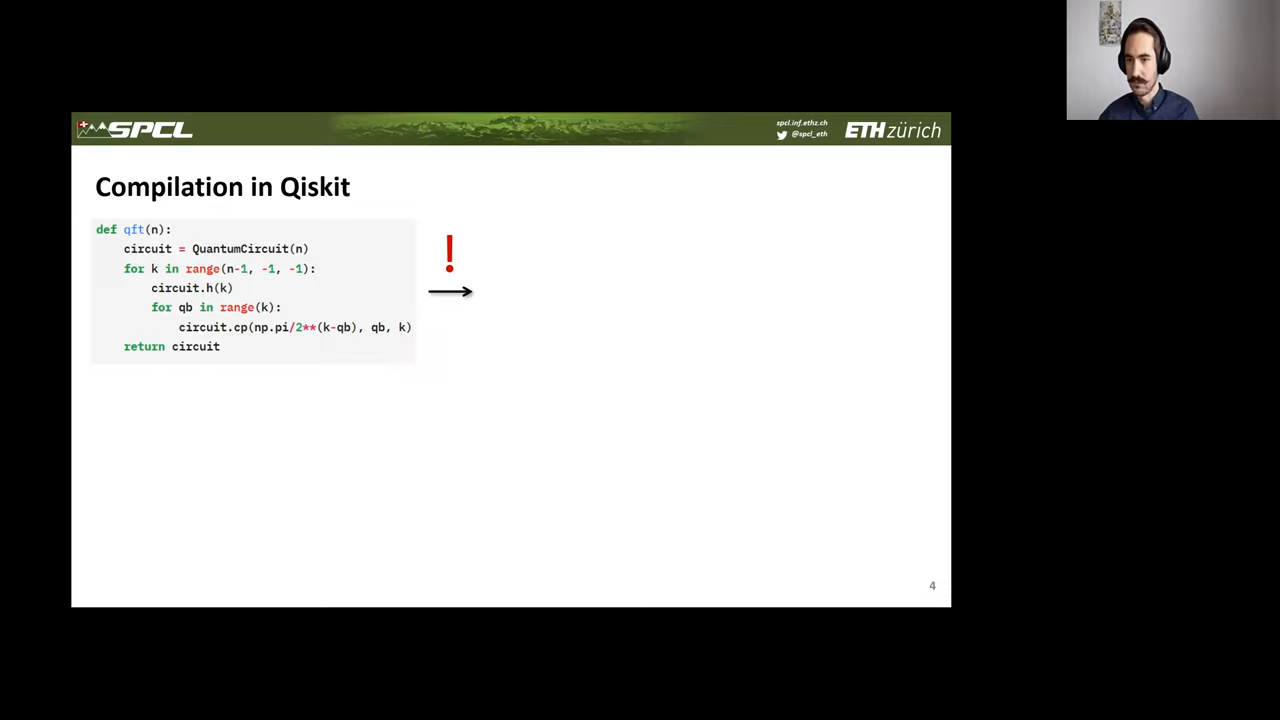 SPCL
spcl.inf.ethz.ch
@spcl_eth
ETH zürich
Compilation in Qiskit
def qft(n):
circuit = QuantumCircuit(n)
for k in range(n-1, -1, -1):
circuit.h(k)
for qb in range(k):
circuit.cp(np.pi/2**(k-qb), qb, k)
return circuit
!
4